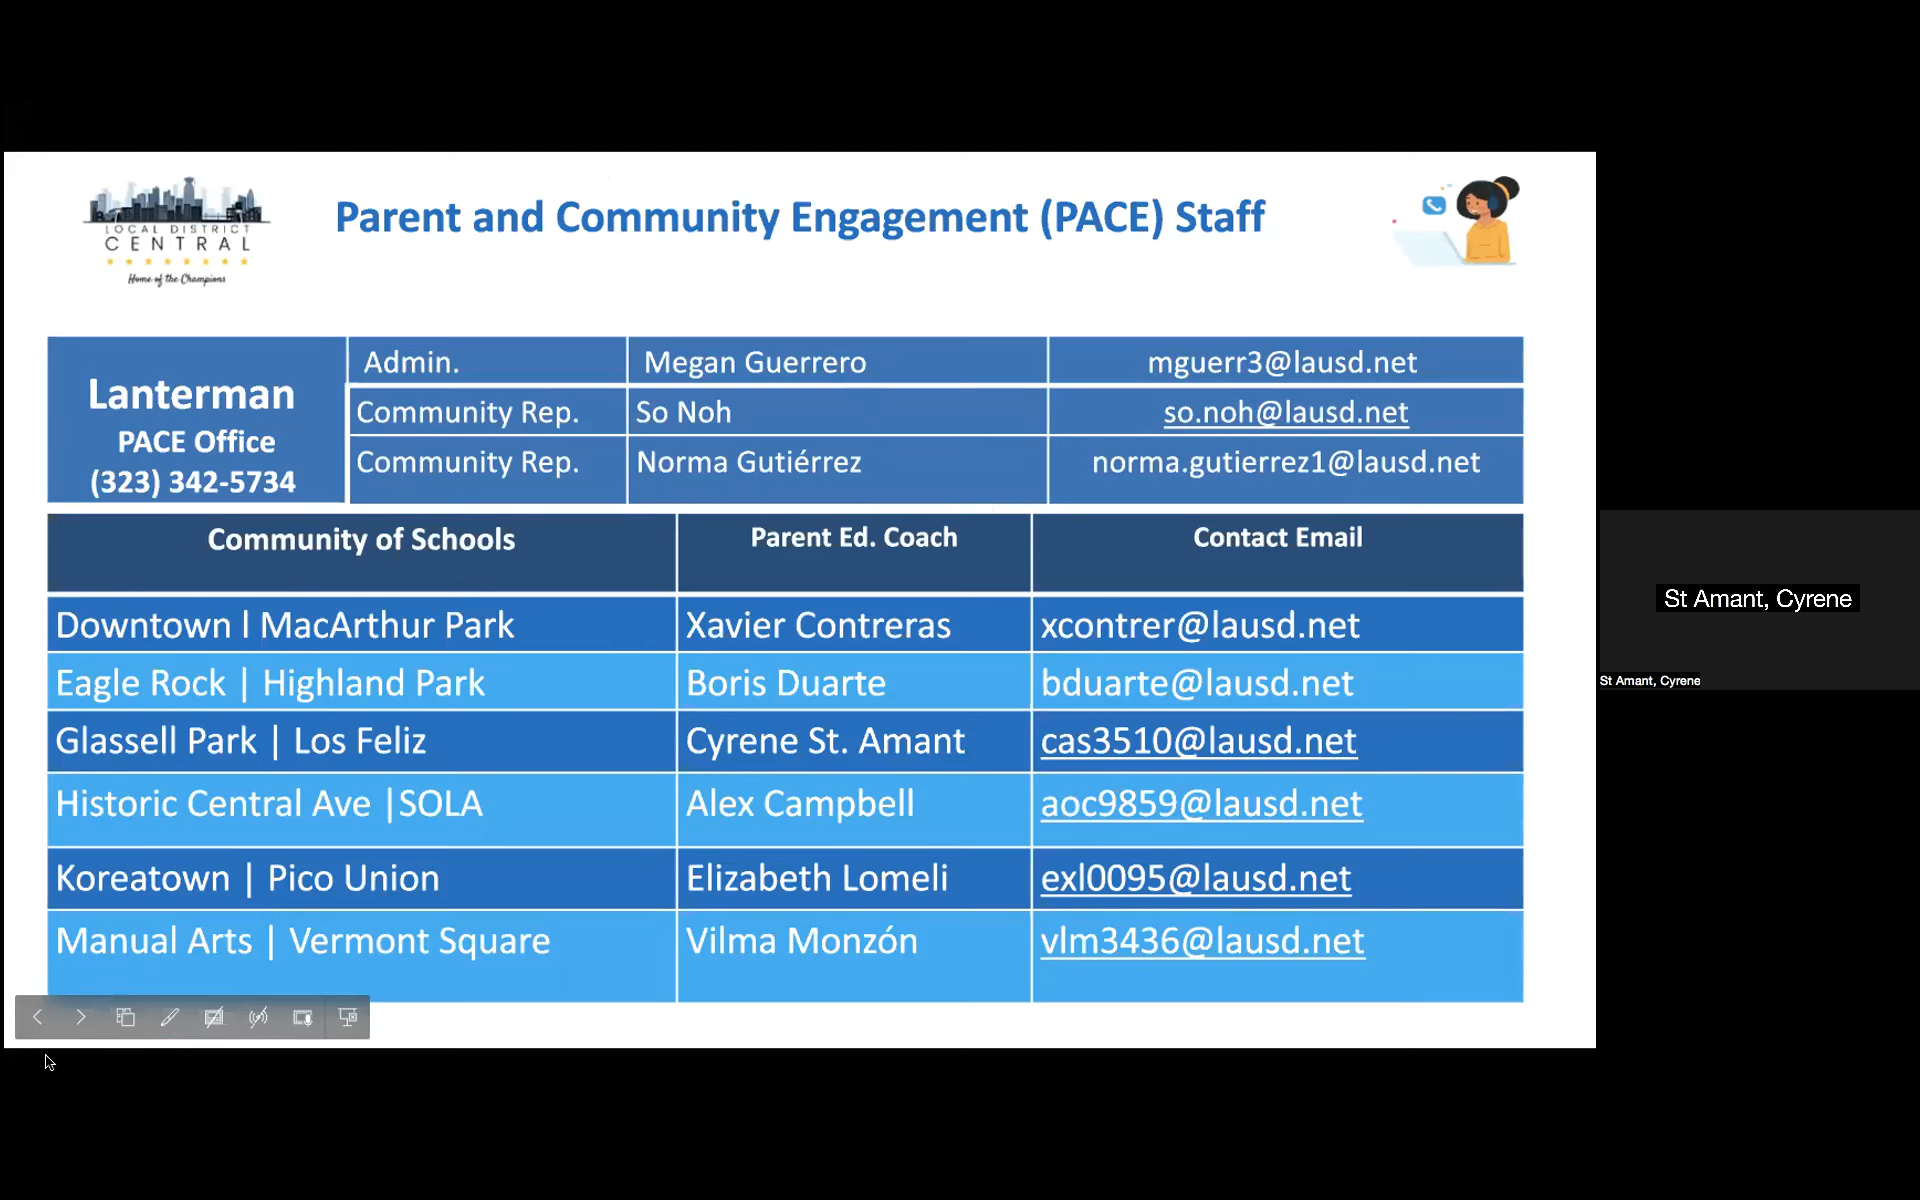 LOCAL DISTRICT
CENTRAL
Home of the Champions
Parent and Community Engagement (PACE) Staff
Lanterman
PACE Office
(323) 342-5734
Admin. Megan Guerrero mguerr3@lausd.net
Community Rep. So Noh so.noh@lausd.net
Community Rep. Norma Gutiérrez norma.gutierrez1@lausd.net
Community of Schools Parent Ed. Coach Contact Email
Downtown l MacArthur Park Xavier Contreras xcontrer@lausd.net
Eagle Rock | Highland Park Boris Duarte bduarte@lausd.net
Glassell Park | Los Feliz Cyrene St. Amant cas3510@lausd.net
Historic Central Ave |SOLA Alex Campbell aoc9859@lausd.net
Koreatown | Pico Union Elizabeth Lomeli exl0095@lausd.net
Manual Arts | Vermont Square Vilma Monzón vlm3436@lausd.net
St Amant, Cyrene
St Amant, Cyrene